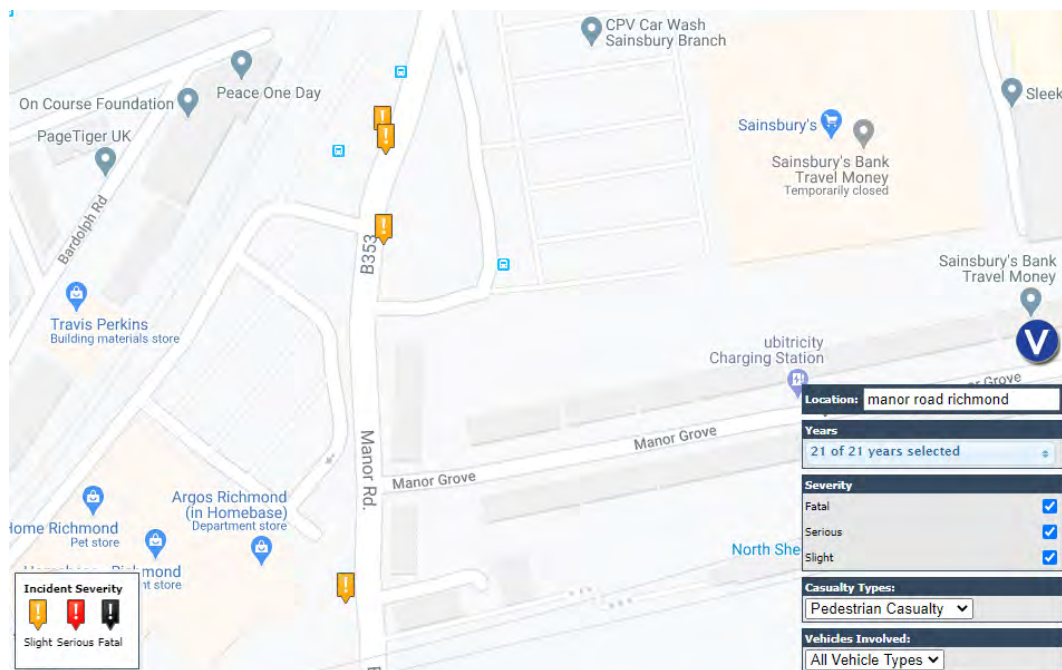 CPV Car Wash
Sainsbury Branch
Peace One Day
On Course Foundation
PageTiger UK
Bardolph Rd
Sainsbury's
Sainsbury's Bank
Travel Money
Temporarily closed
Sleek
B353
Travis Perkins
Building materials store
Sainsbury's Bank
Travel Money
ubitricity
Charging Station
V
Grove
Manor Grove
Manor Grove
Manor Rd.
Argos Richmond
(in Homebase)
Department store
Home Richmond
Pet store
North She
Location: manor road richmond
Years
21 of 21 years selected
Severity
Fatal
Serious
Slight
Casualty Types:
Pedestrian Casualty
Vehicles Involved:
All Vehicle Types
Incident Severity
Slight Serious Fatal